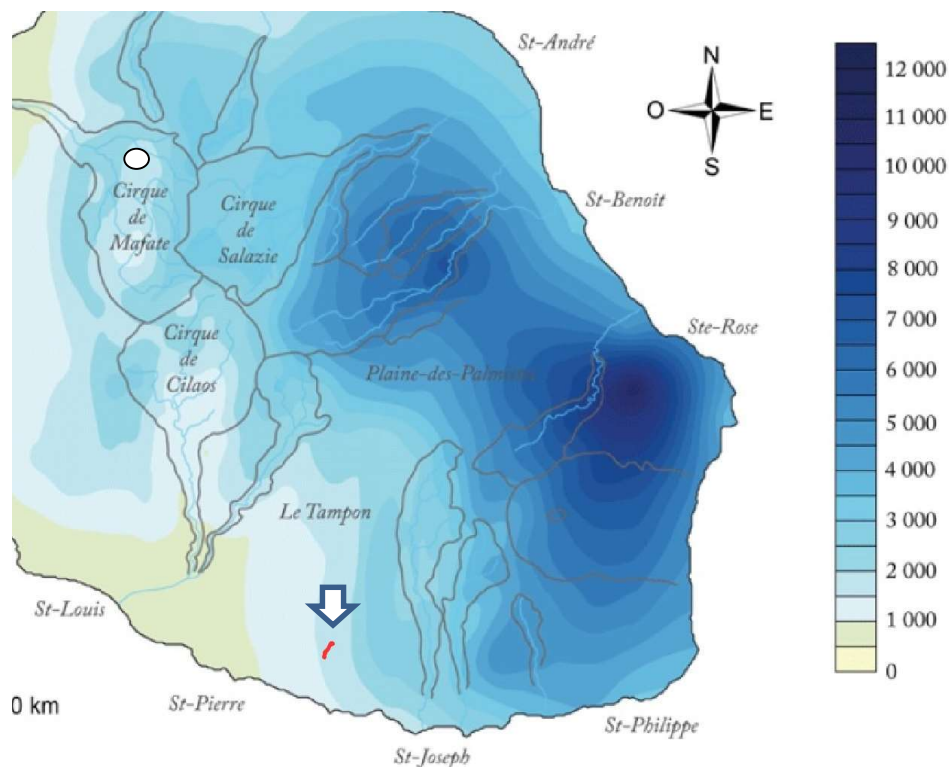 St-André
N
O
E
S
St-Benoît
Cirque
de
Mafate
Cirque
de
Salazie
Ste-Rose
Cirque
de
Cilaos
Plaine-des-Palmistes
Le Tampon
St-Louis
St-Pierre
0 km
St-Joseph
St-Philippe
12 000
11 000
10 000
9 000
8 000
7 000
6 000
5 000
4 000
3 000
2 000
1 000
0